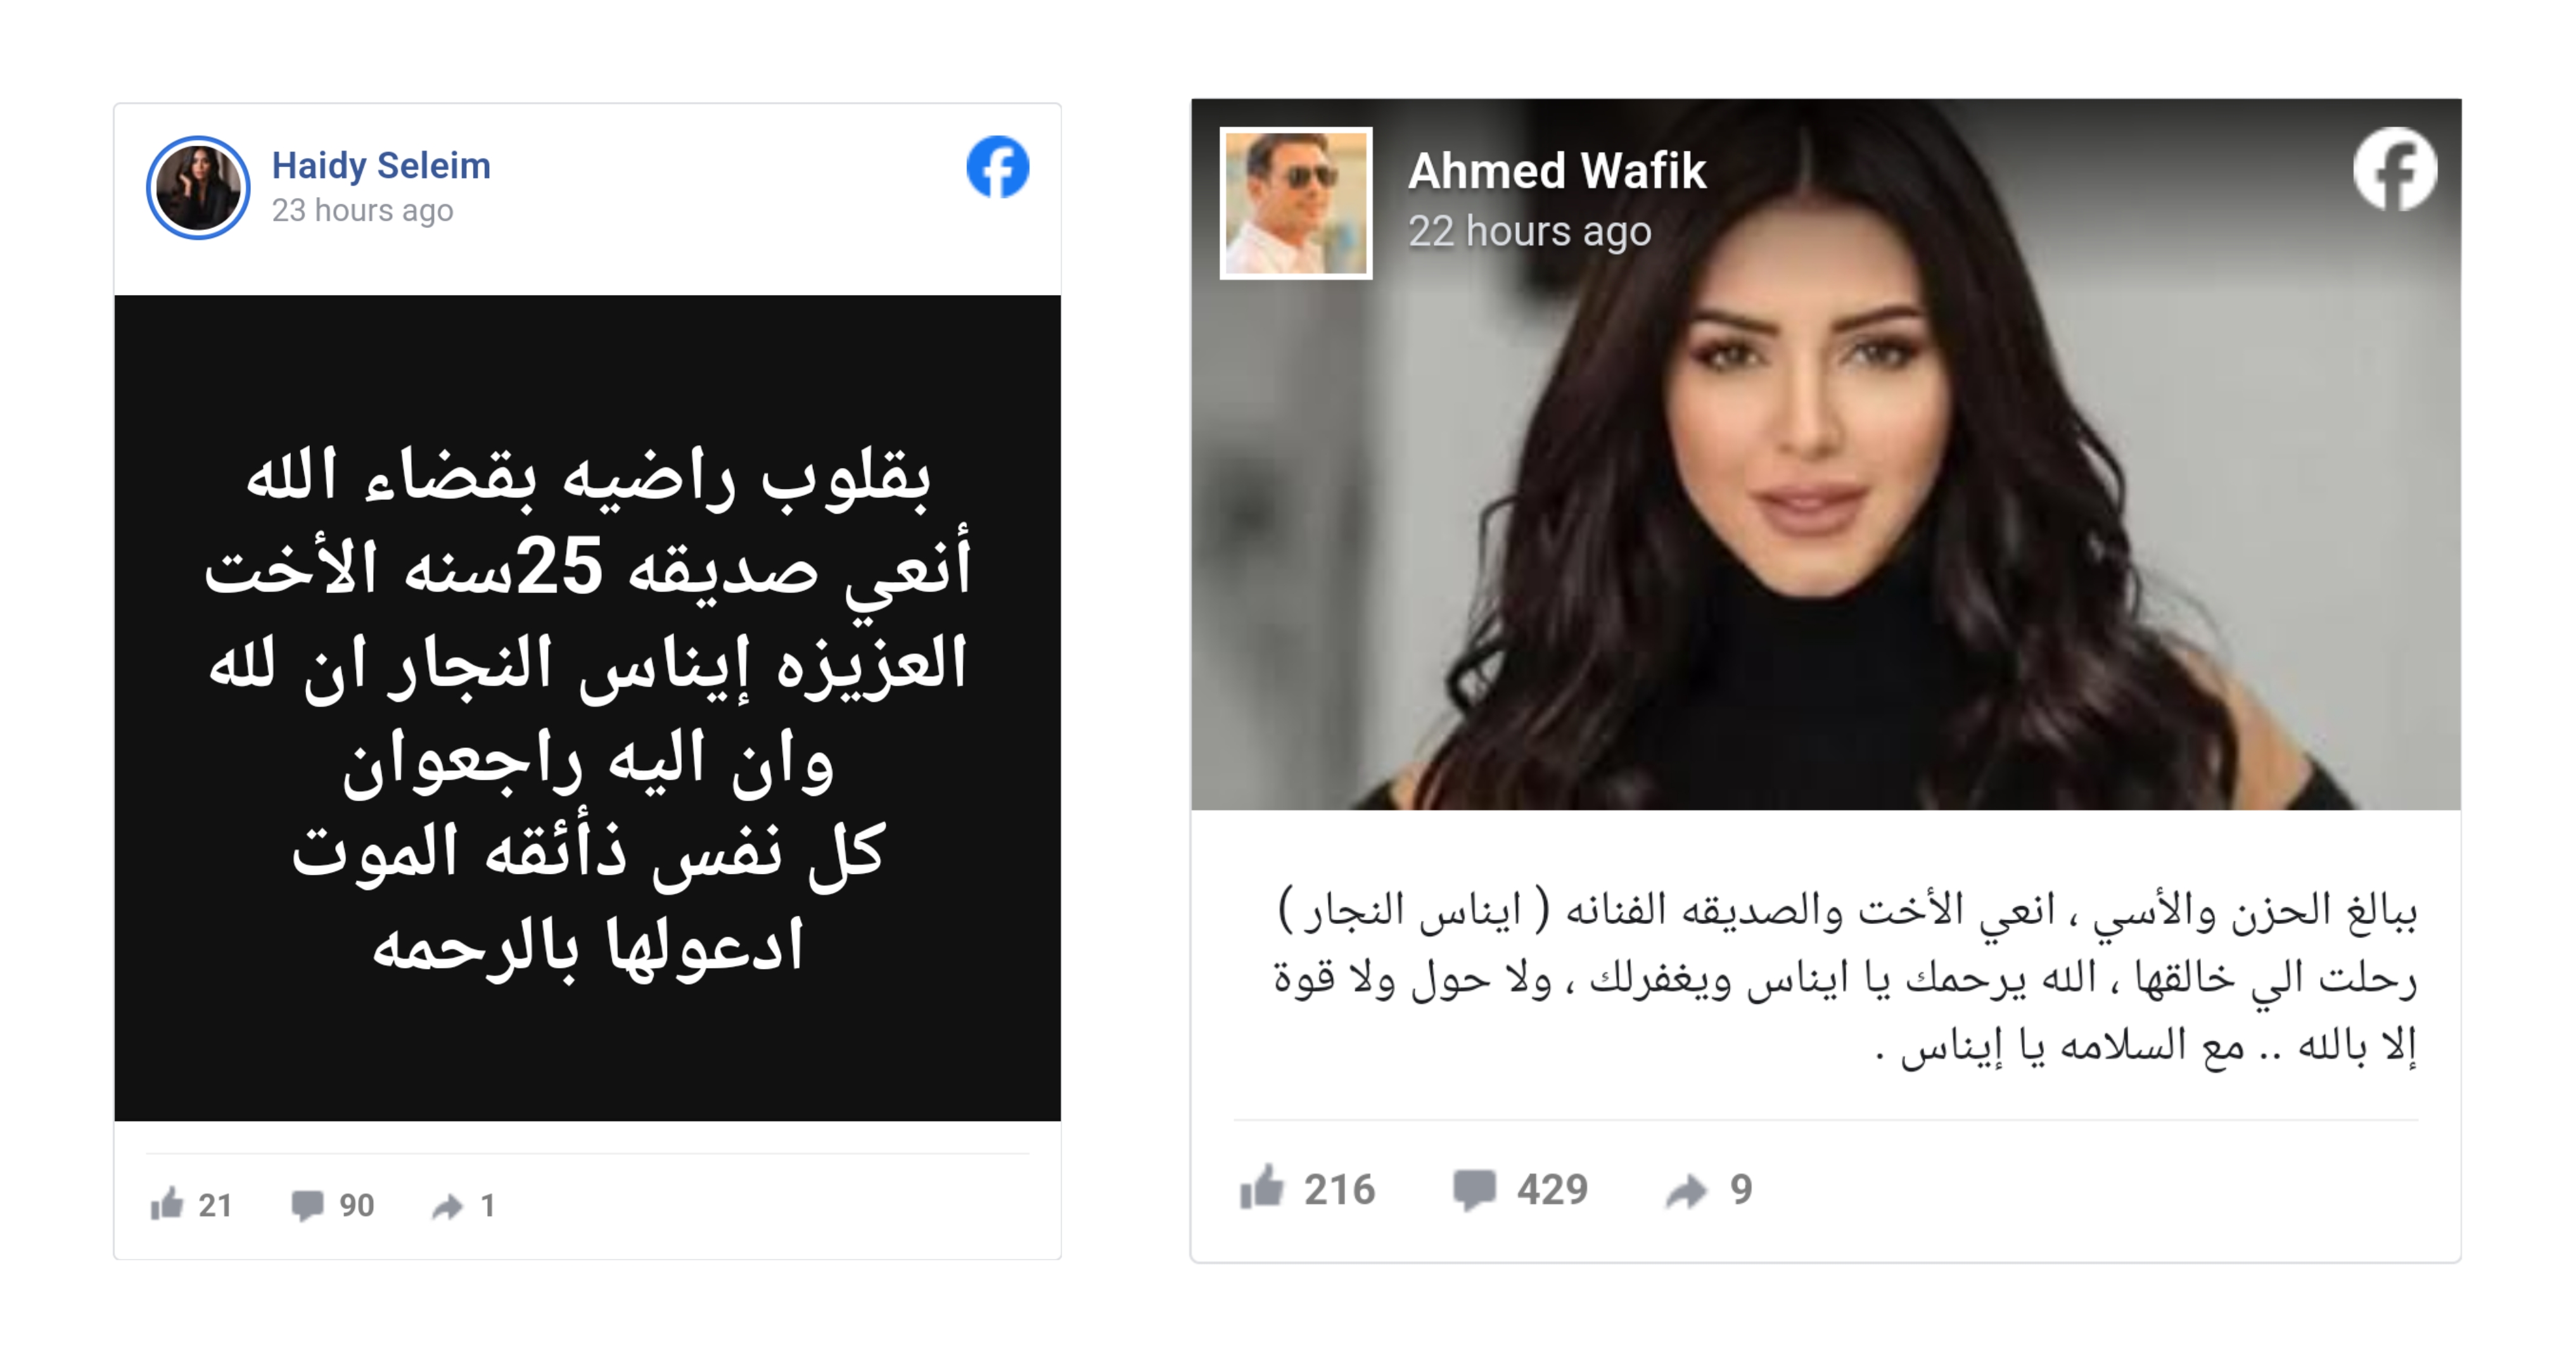 Haidy Seleim
23 hours ago
بقلوب راضيه بقضاء الله
أنعي صديقه 25سنه الأخت
العزيزه إيناس النجار ان لله
وان اليه راجعوان
كل نفس ذأئقه الموت
ادعولها بالرحمه
21 90 1
Ahmed Wafik
22 hours ago
ببالغ الحزن والأسي ، انعي الأخت والصديقه الفنانه ( ايناس النجار )
رحلت الي خالقها ، الله يرحمك يا ايناس ويغفرلك ، ولا حول ولا قوة
إلا بالله .. مع السلامه يا إيناس .
216 429 9